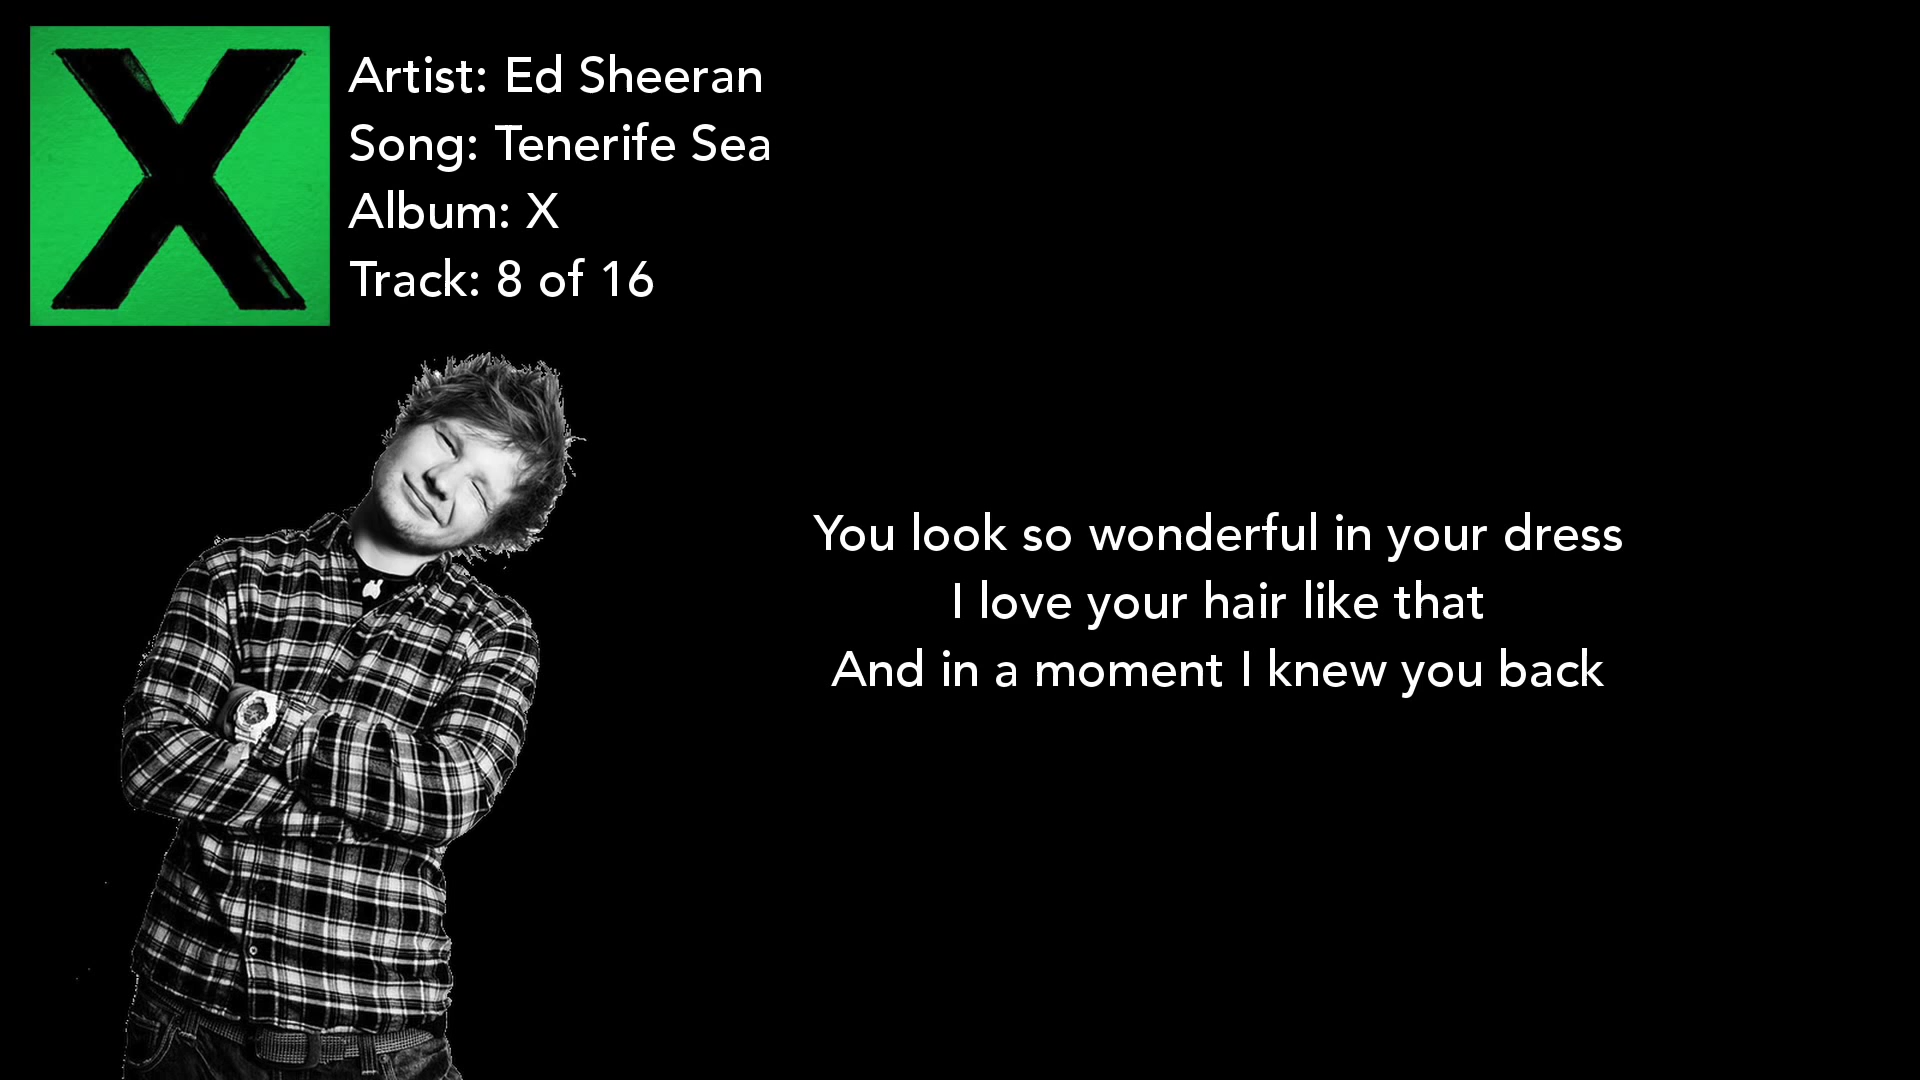 X
Artist: Ed Sheeran
Song: Tenerife Sea
Album: X
Track: 8 of 16
You look so wonderful in your dress
I love your hair like that
And in a moment I knew you back